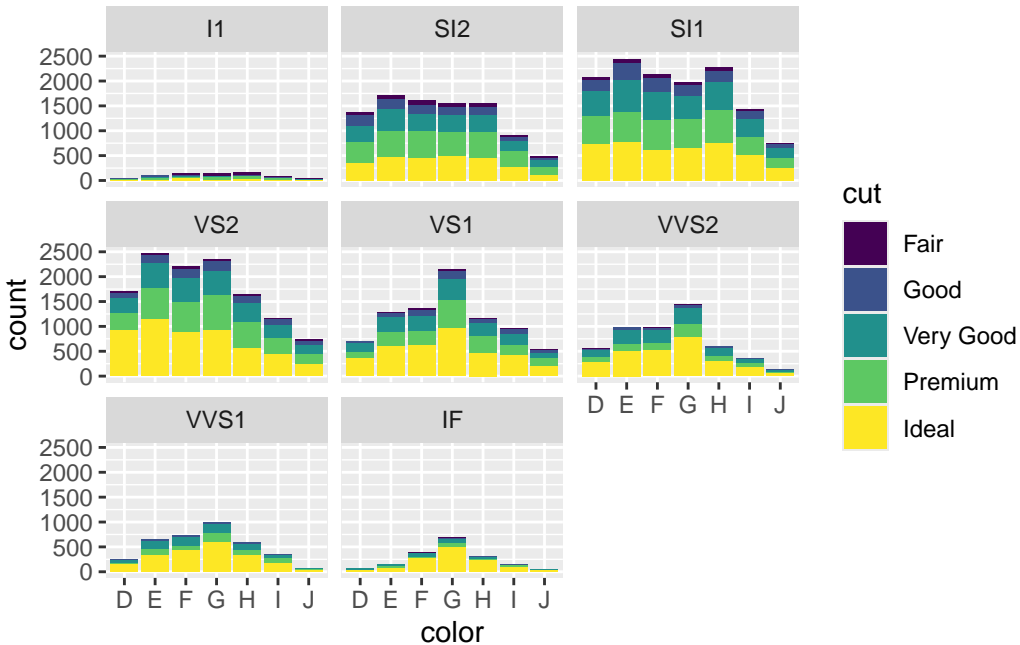 I1 SI2 SI1
2500
2000
1500
1000
500
0
VS2 VS1 VVS2
2500
2000
1500
1000
500
0
D E F G H I J
VVS1 IF
2500
2000
1500
1000
500
0
D E F G H I J D E F G H I J
color
count
cut
Fair
Good
Very Good
Premium
Ideal